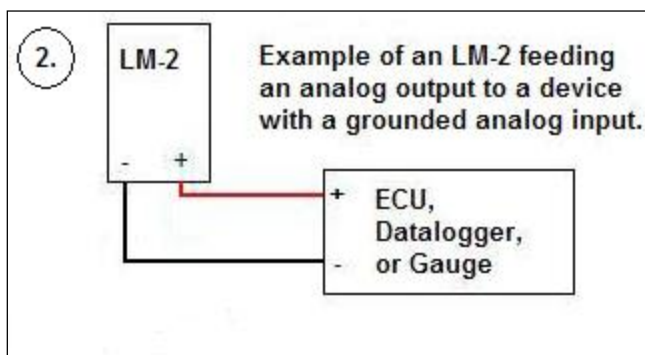 2.
LM-2
Example of an LM-2 feeding
an analog output to a device
with a grounded analog input.
- +
+
ECU,
Datalogger,
- or Gauge